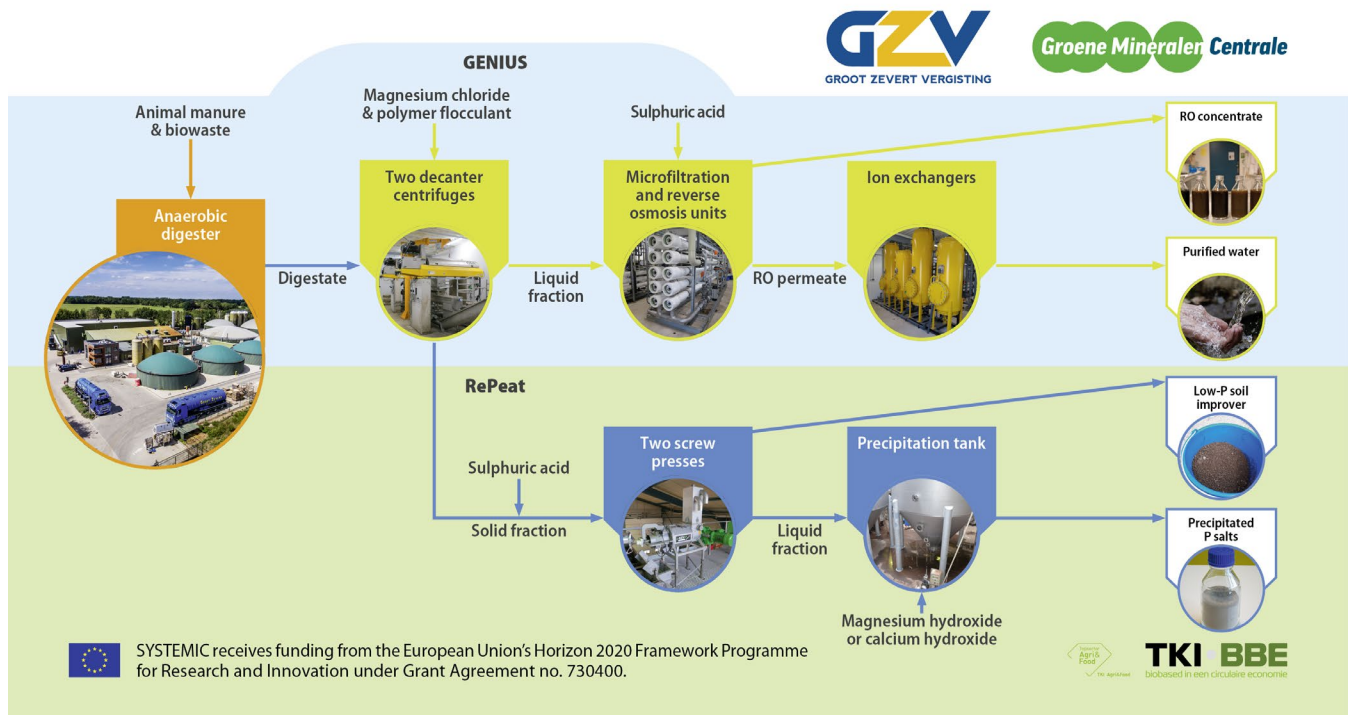 GZV
GROOT ZEVERT VERGISTING
Groene Mineralen Centrale
GENIUS
Animal manure
& biowaste
Magnesium chloride
& polymer flocculant
Sulphuric acid
RO concentrate
Anaerobic
digester
Two decanter
centrifuges
Microfiltration
and reverse
osmosis units
Ion exchangers
Digestate
Liquid
fraction
RO permeate
Purified water
RePeat
Low-P soil
improver
Two screw
presses
Precipitation tank
Sulphuric acid
Solid fraction
Liquid
fraction
Precipitated
P salts
Magnesium hydroxide
or calcium hydroxide
SYSTEMIC receives funding from the European Union’s Horizon 2020 Framework Programme
for Research and Innovation under Grant Agreement no. 730400.
Agri&
Food
TKI BBE
biobased in een circulaire economie